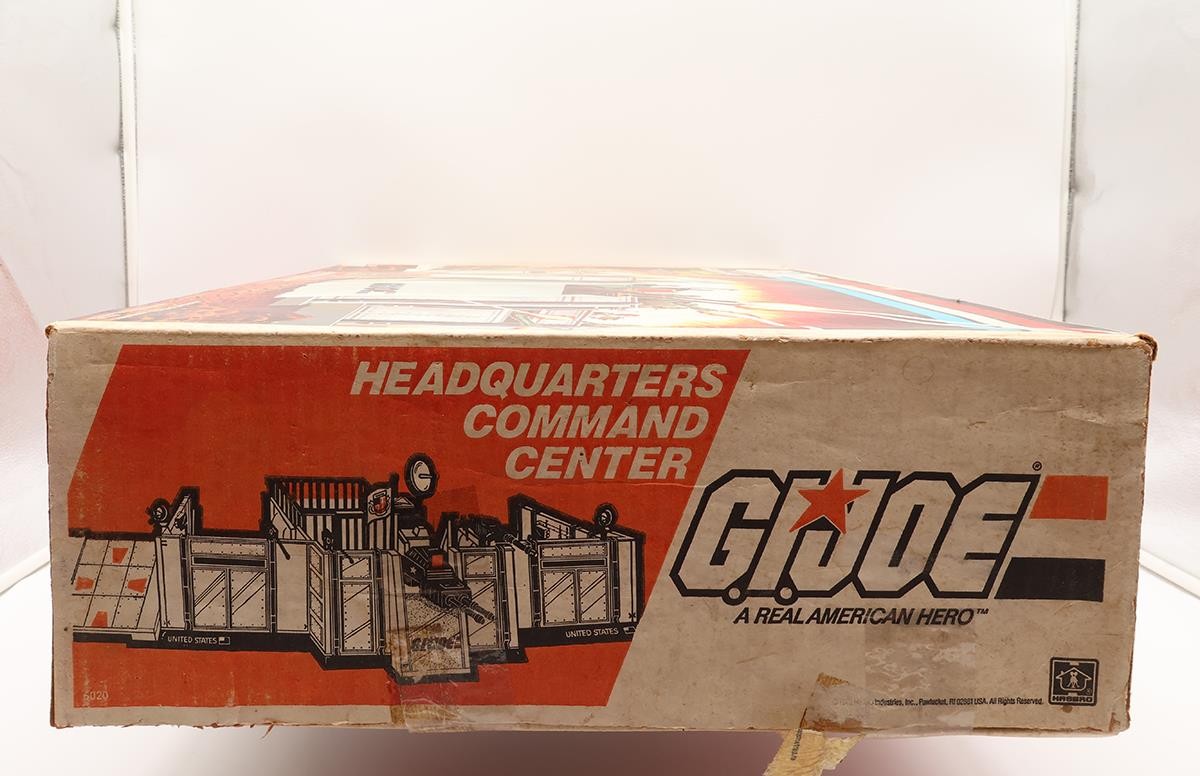 HEADQUARTERS
COMMAND
CENTER
G.I.JOE
®
A REAL AMERICAN HERO™
UNITED STATES
G.I.JOE
UNITED STATES
6020
Industries, Inc., Pawtucket, RI 02861 USA. All Rights Reserved.
HASBRO